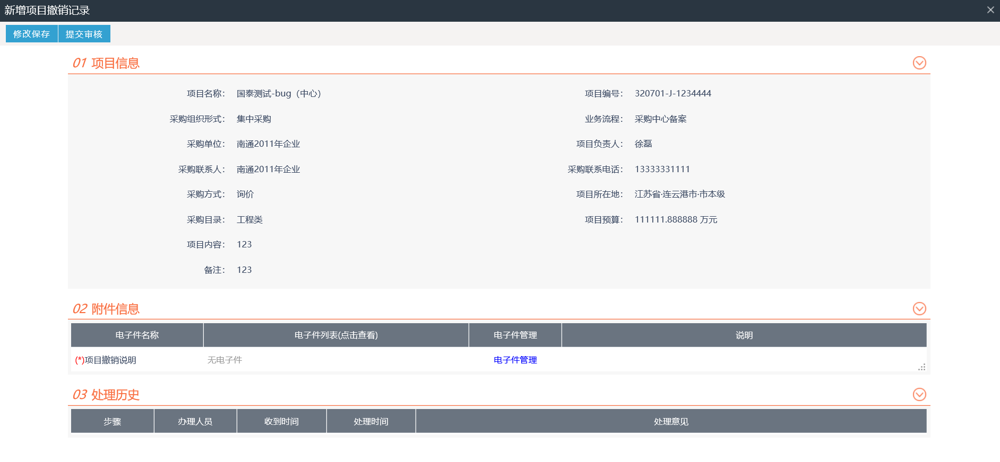 新增项目撤销记录
修改保存 提交审核
01 项目信息
项目名称： 国泰测试-bug（中心） 项目编号： 320701-J-1234444
采购组织形式： 集中采购 业务流程： 采购中心备案
采购单位： 南通2011年企业 项目负责人： 徐磊
采购联系人： 南通2011年企业 采购联系电话： 13333331111
采购方式： 询价 项目所在地： 江苏省·连云港市·市本级
采购目录： 工程类 项目预算： 111111.888888 万元
项目内容： 123
备注： 123
02 附件信息
电子件名称 电子件列表(点击查看) 电子件管理 说明
(*)项目撤销说明 无电子件 电子件管理
03 处理历史
步骤 办理人员 收到时间 处理时间 处理意见